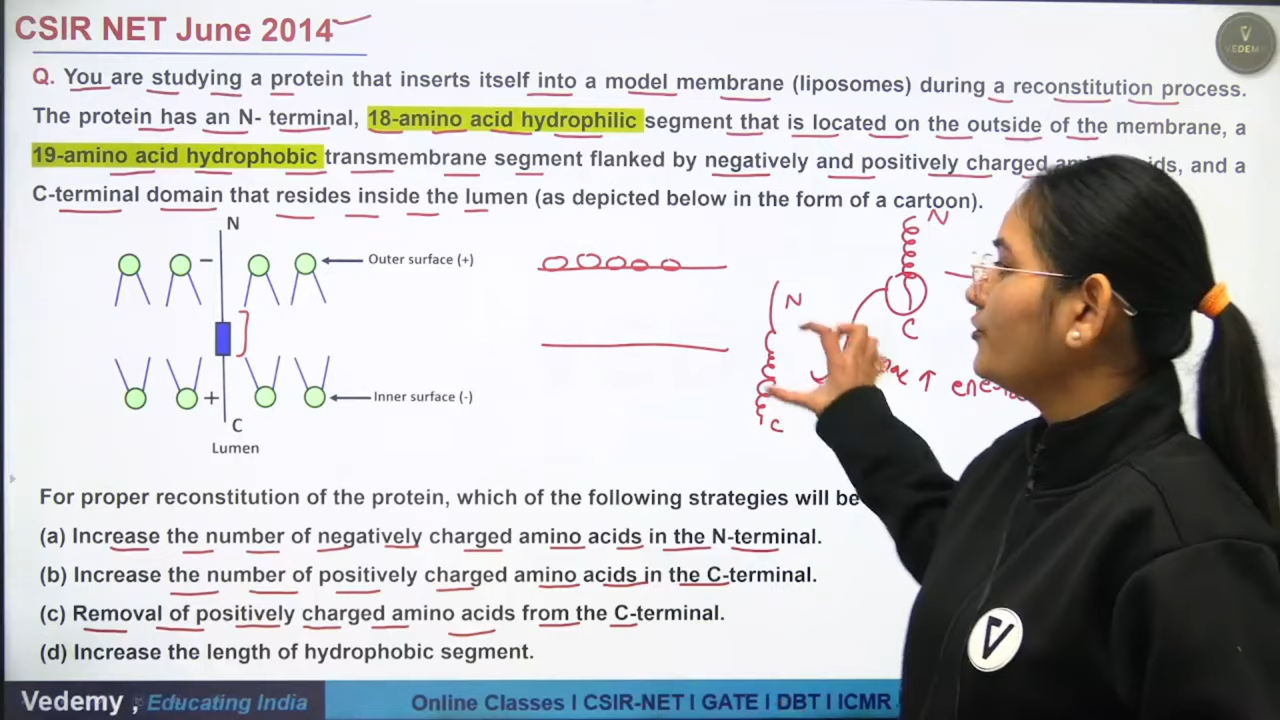 CSIR NET June 2014
VEDEMY
Q. You are studying a protein that inserts itself into a model membrane (liposomes) during a reconstitution process.
The protein has an N- terminal, 18-amino acid hydrophilic segment that is located on the outside of the membrane, a
19-amino acid hydrophobic transmembrane segment flanked by negatively and positively charged ds, and a
C-terminal domain that resides inside the lumen (as depicted below in the form of a cartoon).
N
N
− Outer surface (+)
N
C
+ Inner surface (-)
C
C
Lumen
For proper reconstitution of the protein, which of the following strategies will be
(a) Increase the number of negatively charged amino acids in the N-terminal.
(b) Increase the number of positively charged amino acids in the C-terminal.
(c) Removal of positively charged amino acids from the C-terminal.
(d) Increase the length of hydrophobic segment.
Vedemy , Educating India Online Classes I CSIR-NET I GATE I DBT I ICMR